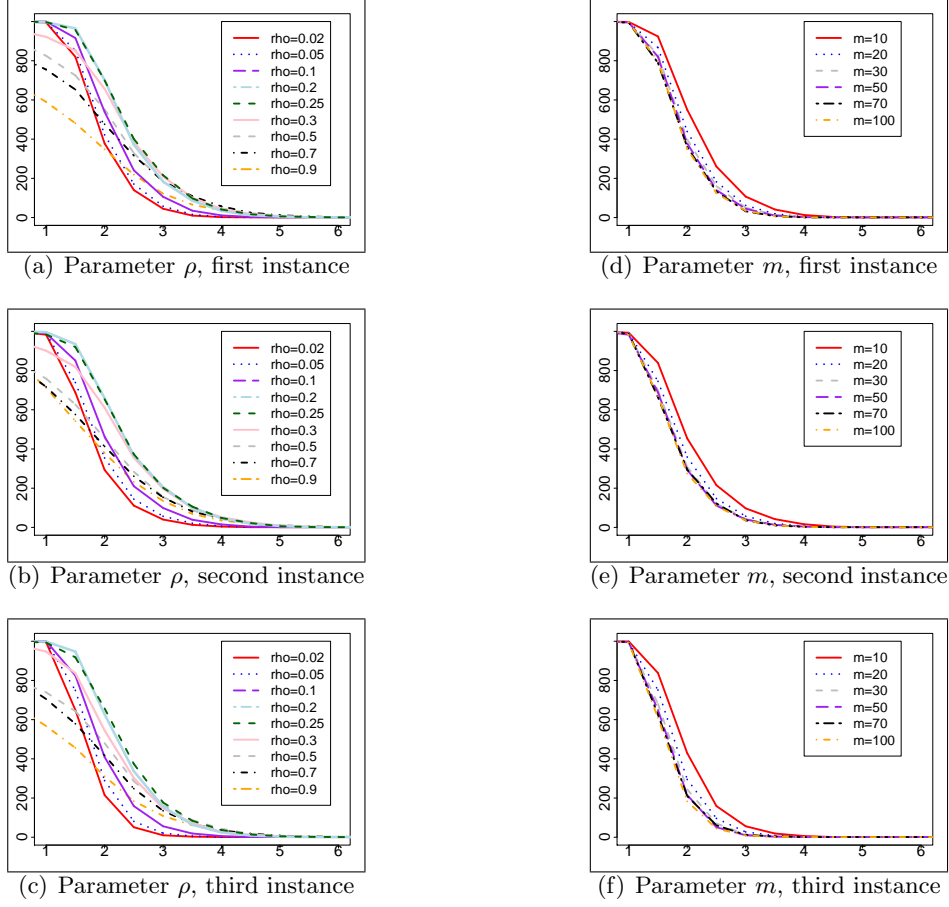 0 200 400 600 800
1 2 3 4 5 6
rho=0.02
rho=0.05
rho=0.1
rho=0.2
rho=0.25
rho=0.3
rho=0.5
rho=0.7
rho=0.9
(a) Parameter ρ, first instance
0 200 400 600 800
1 2 3 4 5 6
m=10
m=20
m=30
m=50
m=70
m=100
(d) Parameter m, first instance
0 200 400 600 800
1 2 3 4 5 6
rho=0.02
rho=0.05
rho=0.1
rho=0.2
rho=0.25
rho=0.3
rho=0.5
rho=0.7
rho=0.9
(b) Parameter ρ, second instance
0 200 400 600 800
1 2 3 4 5 6
m=10
m=20
m=30
m=50
m=70
m=100
(e) Parameter m, second instance
0 200 400 600 800
1 2 3 4 5 6
rho=0.02
rho=0.05
rho=0.1
rho=0.2
rho=0.25
rho=0.3
rho=0.5
rho=0.7
rho=0.9
(c) Parameter ρ, third instance
0 200 400 600 800
1 2 3 4 5 6
m=10
m=20
m=30
m=50
m=70
m=100
(f) Parameter m, third instance